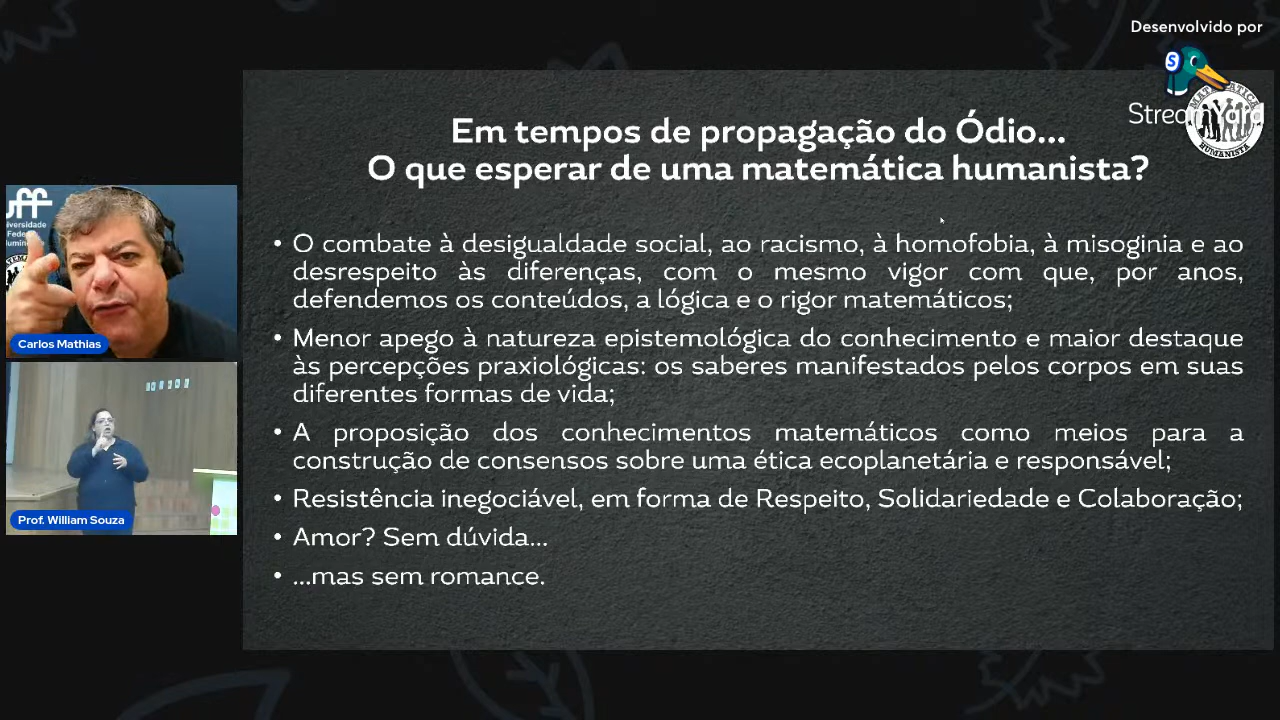 Desenvolvido por
S
StreamYard
MATEMÁTICA
HUMANISTA
Em tempos de propagação do Ódio...
O que esperar de uma matemática humanista?
• O combate à desigualdade social, ao racismo, à homofobia, à misoginia e ao
desrespeito às diferenças, com o mesmo vigor com que, por anos,
defendemos os conteúdos, a lógica e o rigor matemáticos;
• Menor apego à natureza epistemológica do conhecimento e maior destaque
às percepções praxiológicas: os saberes manifestados pelos corpos em suas
diferentes formas de vida;
• A proposição dos conhecimentos matemáticos como meios para a
construção de consensos sobre uma ética ecoplanetária e responsável;
• Resistência inegociável, em forma de Respeito, Solidariedade e Colaboração;
• Amor? Sem dúvida...
• ...mas sem romance.
uff
Carlos Mathias
Prof. William Souza